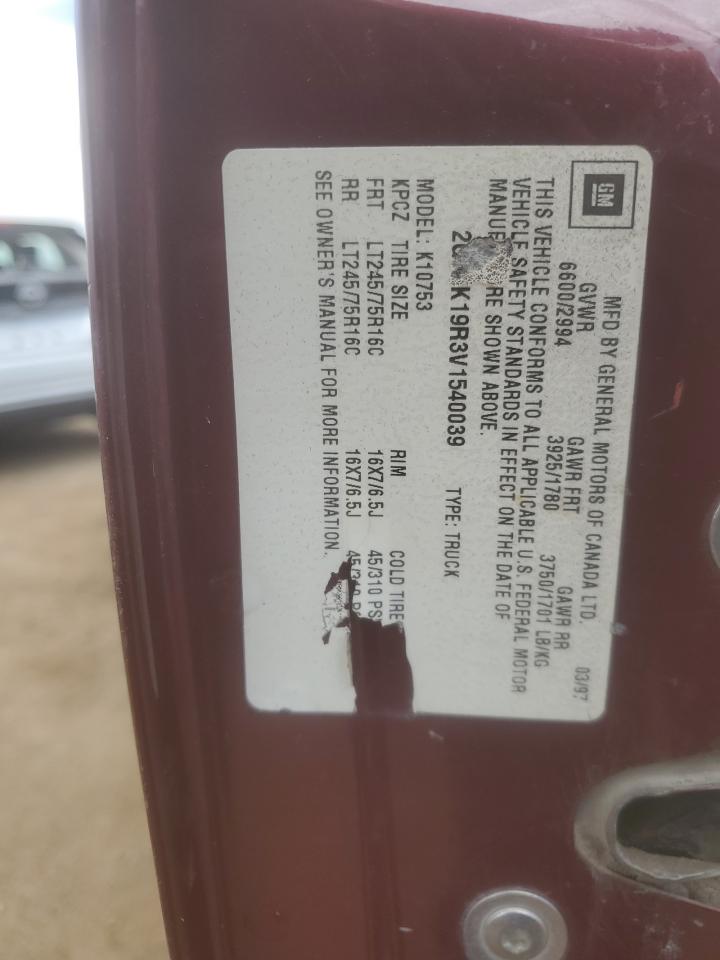 GM
MFD BY GENERAL MOTORS OF CANADA LTD.
03/97
GVWR GAWR FRT GAWR RR
6600/2994 3925/1780 3750/1701 LB/KG
THIS VEHICLE CONFORMS TO ALL APPLICABLE U.S. FEDERAL MOTOR
VEHICLE SAFETY STANDARDS IN EFFECT ON THE DATE OF
SHOWN ABOVE.
K19R3V1540039 TYPE: TRUCK
MODEL: K10753
KPCZ TIRE SIZE RIM COLD TIRE
FRT LT245/75R16C 16X7/6.5J 45/310 PS
RR LT245/75R16C 16X7/6.5J
SEE OWNER'S MANUAL FOR MORE INFORMATION.